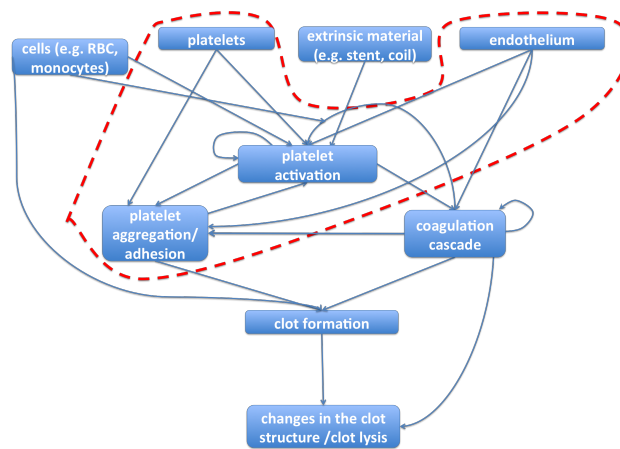 cells (e.g. RBC,
monocytes)
platelets
extrinsic material
(e.g. stent, coil)
endothelium
platelet
activation
platelet
aggregation/
adhesion
coagulation
cascade
clot formation
changes in the clot
structure /clot lysis